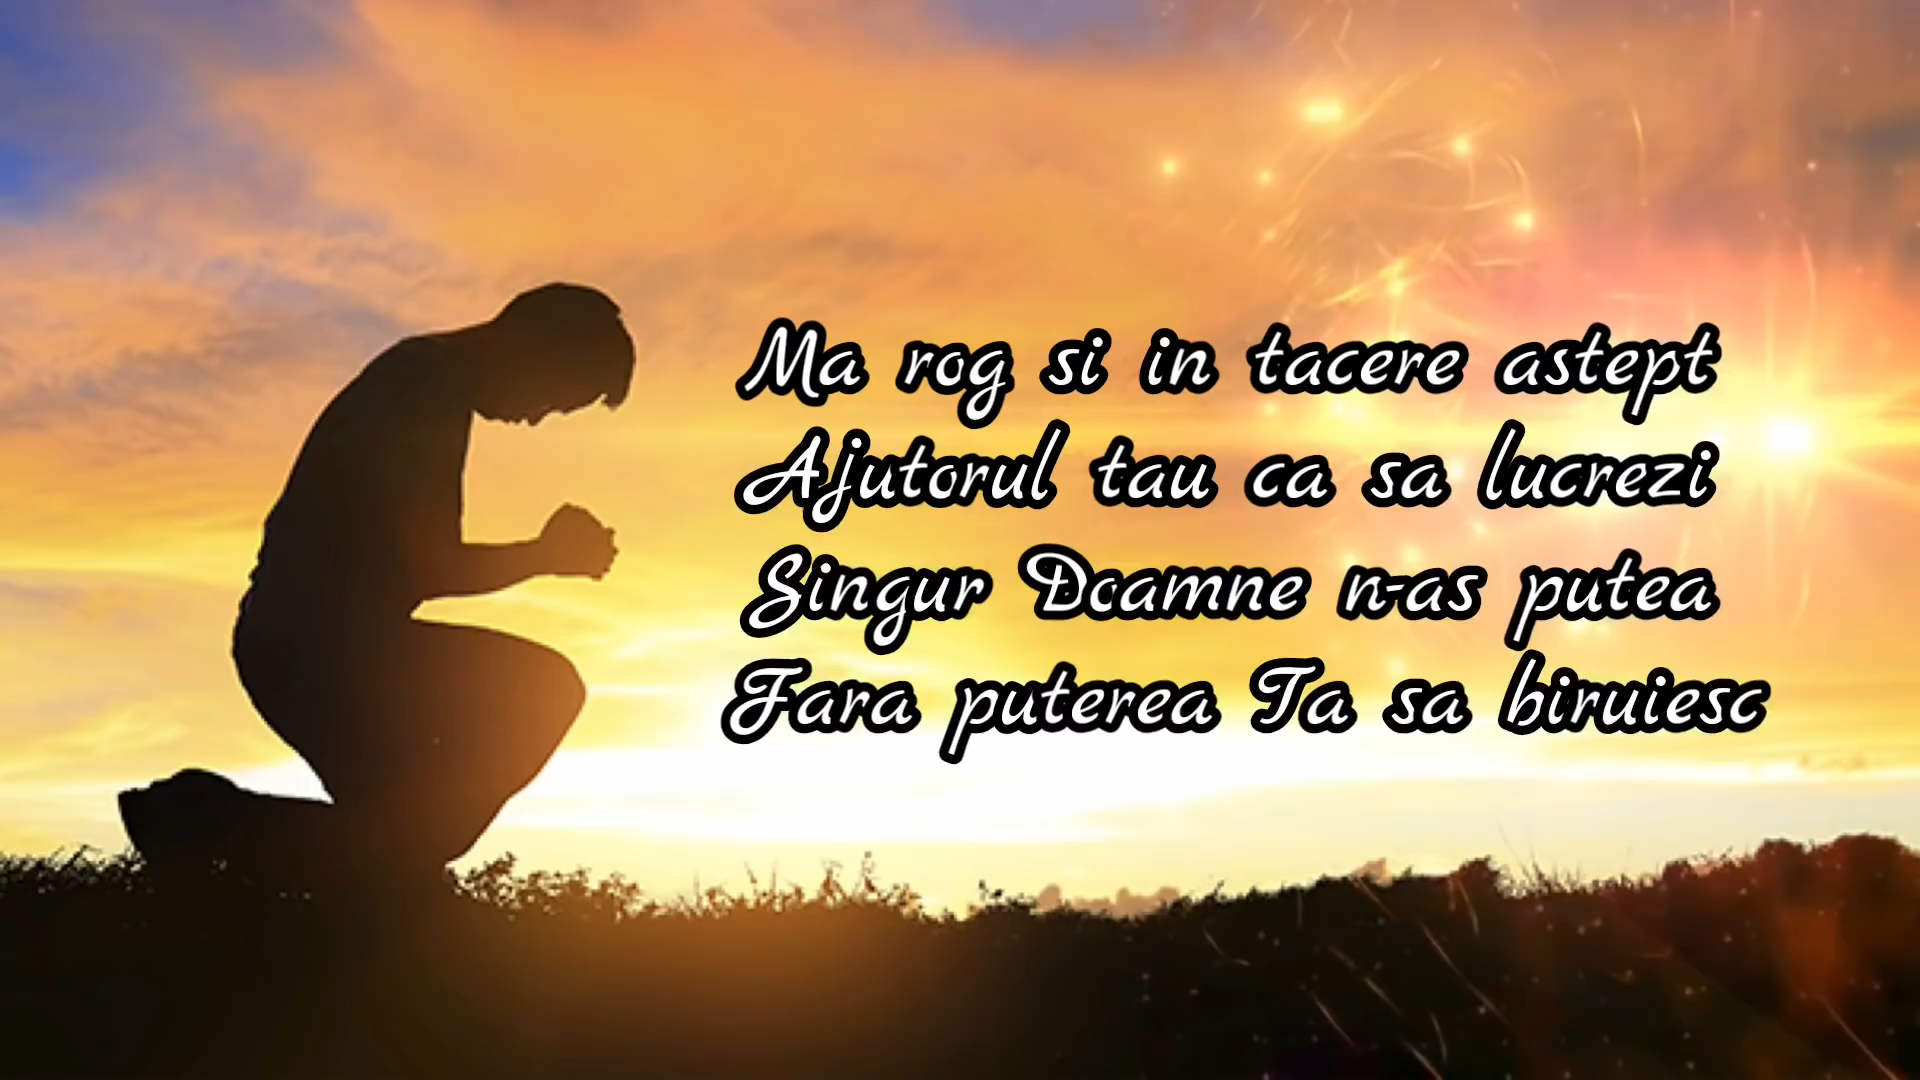 Ma rog si in tacere astept
Ajutorul tau ca sa lucrezi
Singur Doamne n-as putea
Fara puterea Ta sa biruiesc